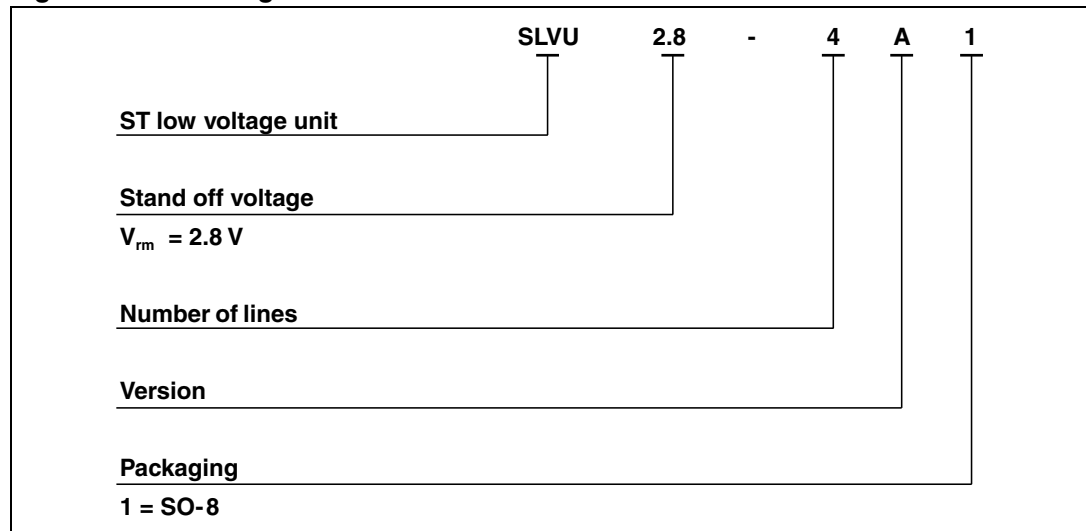 SLVU 2.8 - 4 A 1
ST low voltage unit
Stand off voltage
Vrm = 2.8 V
Number of lines
Version
Packaging
1 = SO-8